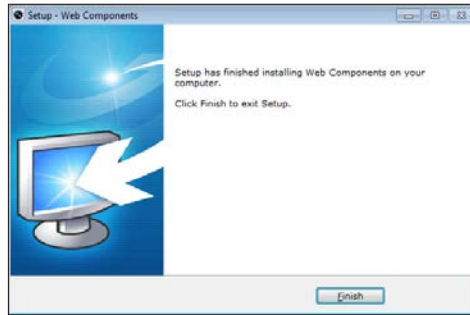 Setup - Web Components
Setup has finished installing Web Components on your
computer.
Click Finish to exit Setup.
Finish